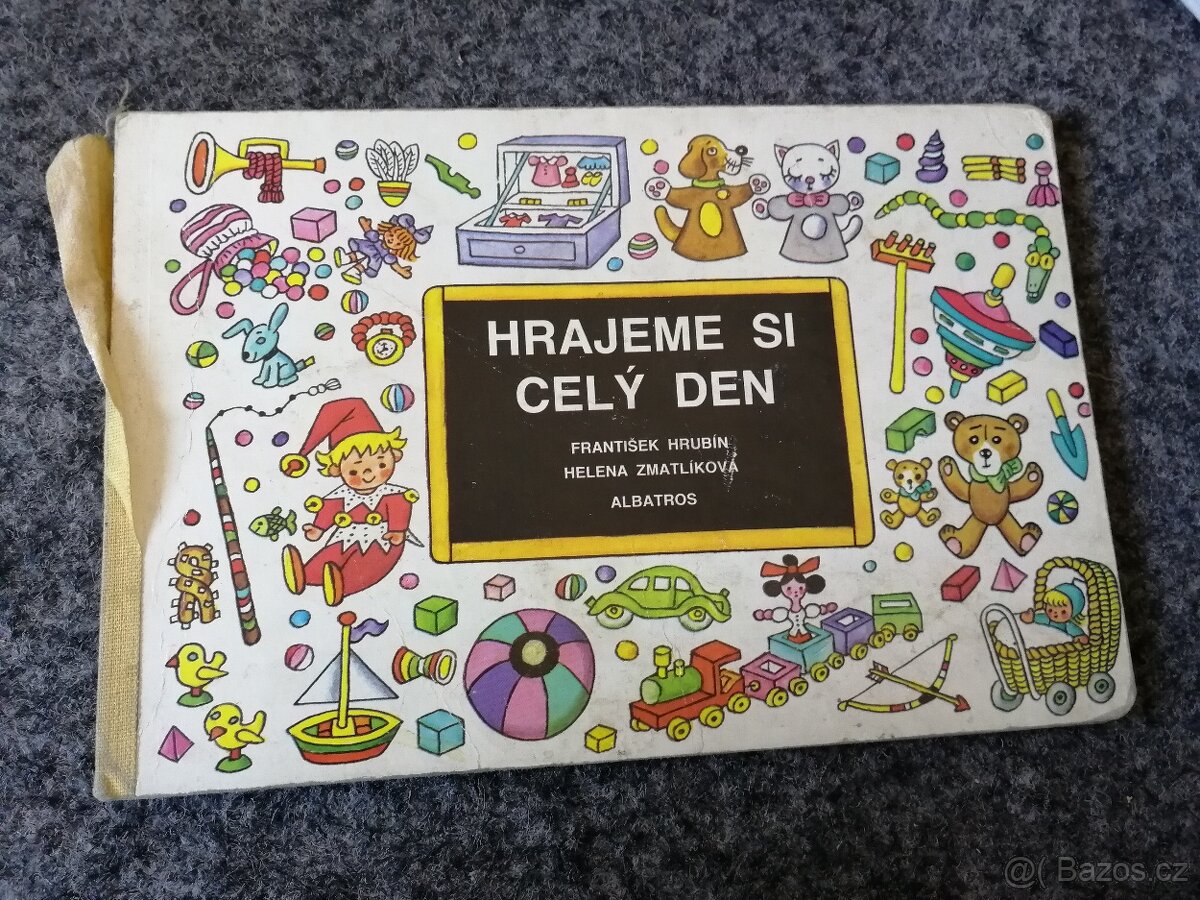 HRAJEME SI
CELÝ DEN
FRANTIŠEK HRUBÍN
HELENA ZMATLÍKOVÁ
ALBATROS
@( Bazos.cz